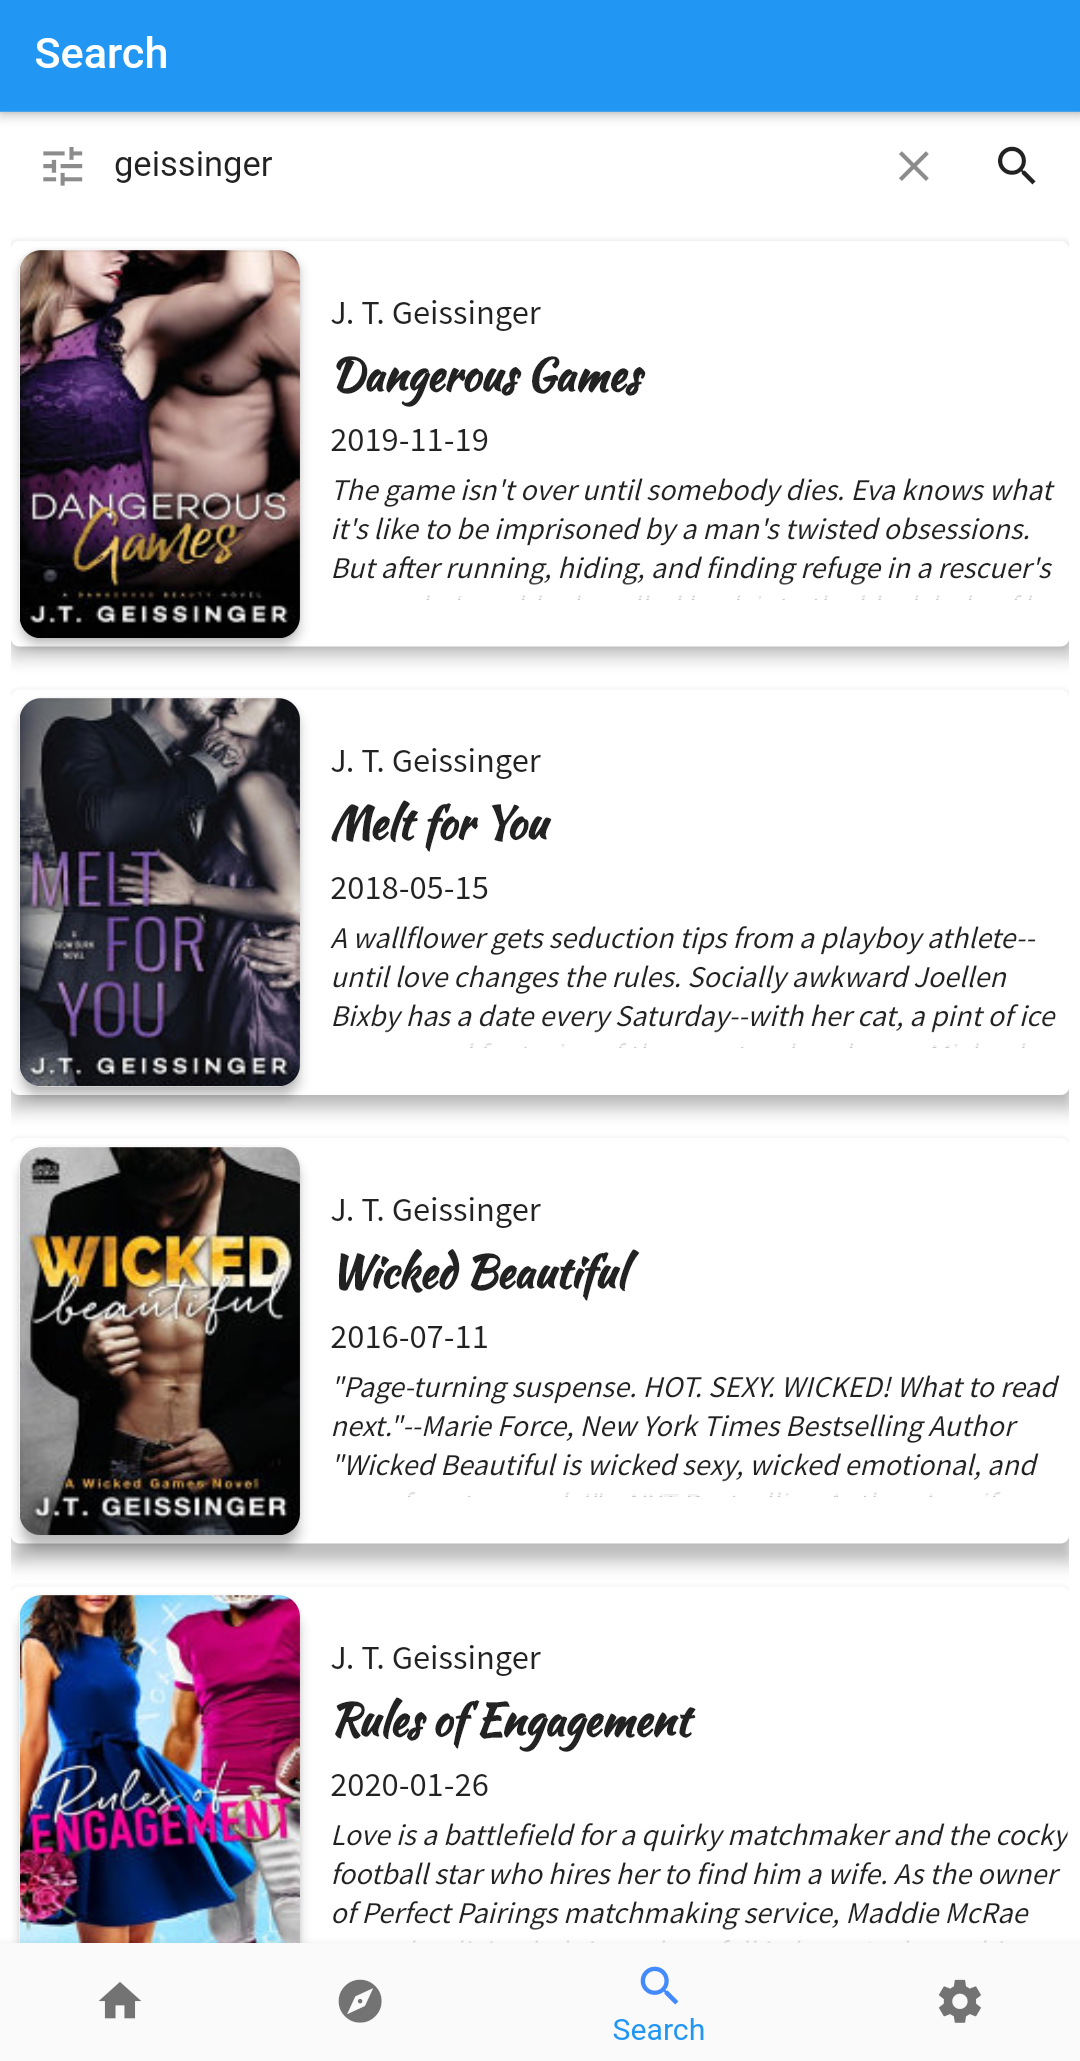 Search
geissinger
DANGEROUS
Games
A DANGEROUS BEAUTY NOVEL
J.T. GEISSINGER
J. T. Geissinger
Dangerous Games
2019-11-19
The game isn't over until somebody dies. Eva knows what
it's like to be imprisoned by a man's twisted obsessions.
But after running, hiding, and finding refuge in a rescuer's
MELT
FOR
YOU
A
SLOW BURN
NOVEL
J.T. GEISSINGER
J. T. Geissinger
Melt for You
2018-05-15
A wallflower gets seduction tips from a playboy athlete--
until love changes the rules. Socially awkward Joellen
Bixby has a date every Saturday--with her cat, a pint of ice
WICKED
beautiful
A Wicked Games Novel
J.T. GEISSINGER
J. T. Geissinger
Wicked Beautiful
2016-07-11
"Page-turning suspense. HOT. SEXY. WICKED! What to read
next."--Marie Force, New York Times Bestselling Author
"Wicked Beautiful is wicked sexy, wicked emotional, and
Rules of
ENGAGEMENT
J. T. Geissinger
Rules of Engagement
2020-01-26
Love is a battlefield for a quirky matchmaker and the cocky
football star who hires her to find him a wife. As the owner
of Perfect Pairings matchmaking service, Maddie McRae
Search